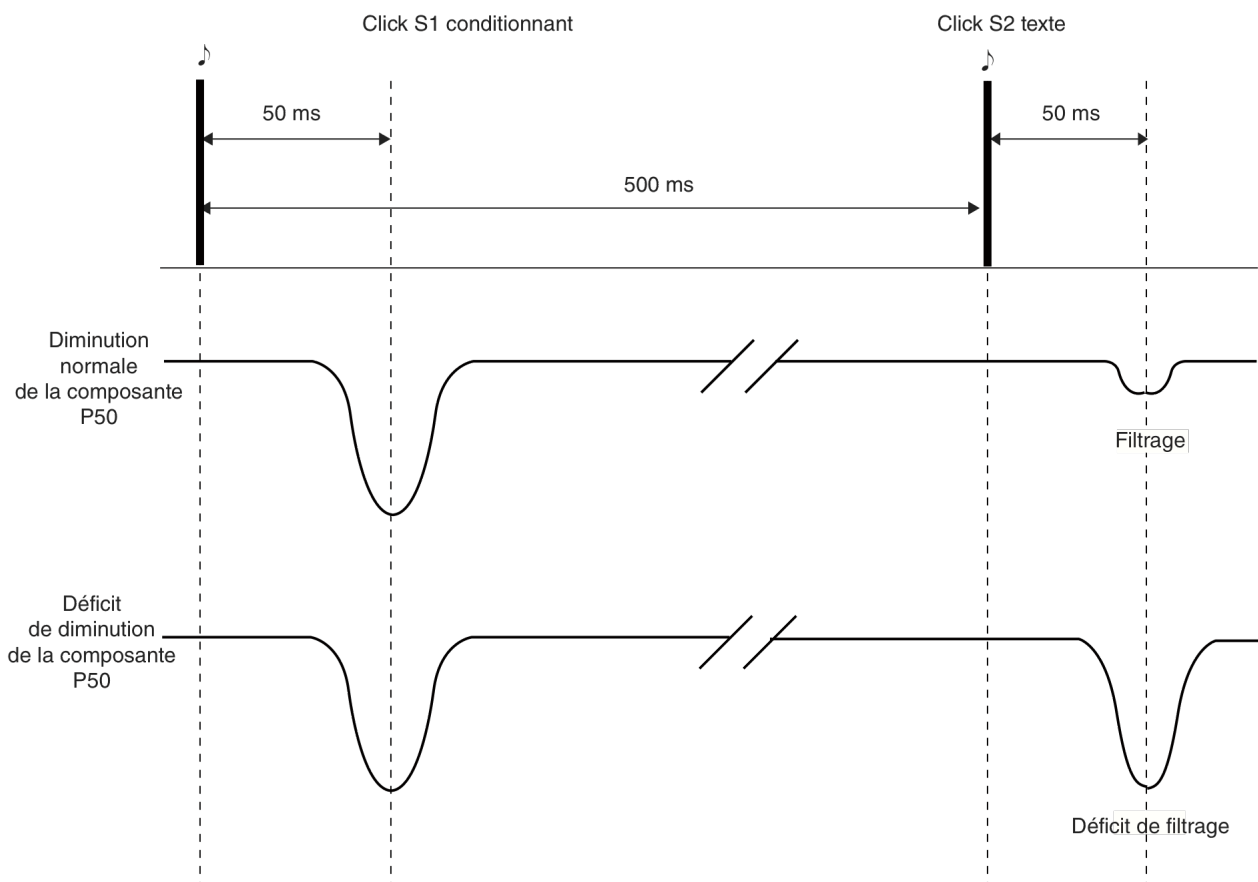 Click S1 conditionnant
Click S2 texte
50 ms
50 ms
500 ms
Diminution
normale
de la composante
P50
Filtrage
Déficit
de diminution
de la composante
P50
Déficit de filtrage